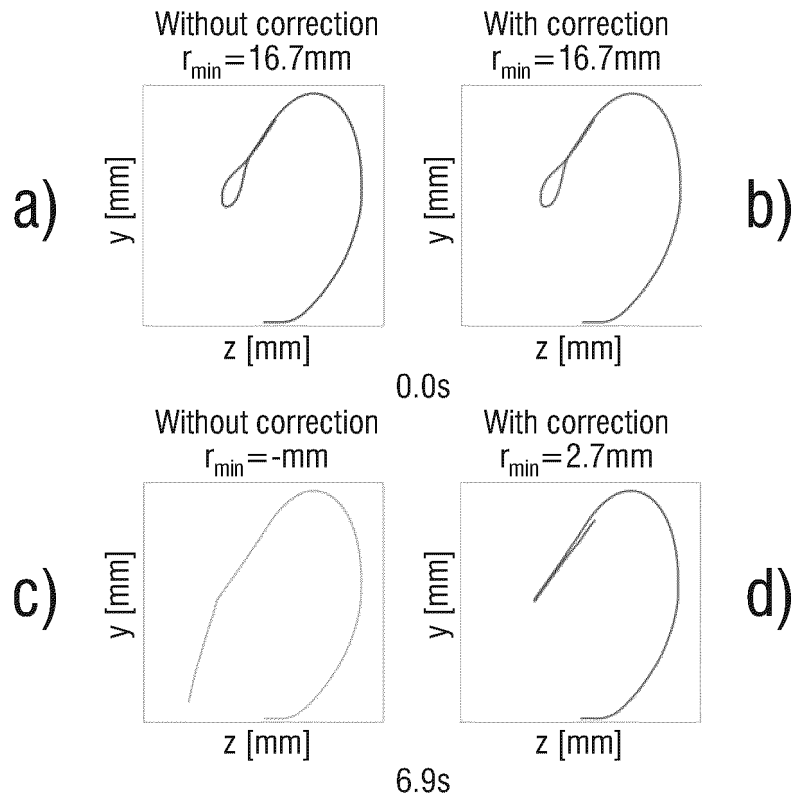 Without correction
r_min=16.7mm
With correction
r_min=16.7mm
a)
y [mm]
y [mm]
b)
z [mm]
z [mm]
0.0s
Without correction
r_min=-mm
With correction
r_min=2.7mm
c)
y [mm]
y [mm]
d)
z [mm]
z [mm]
6.9s